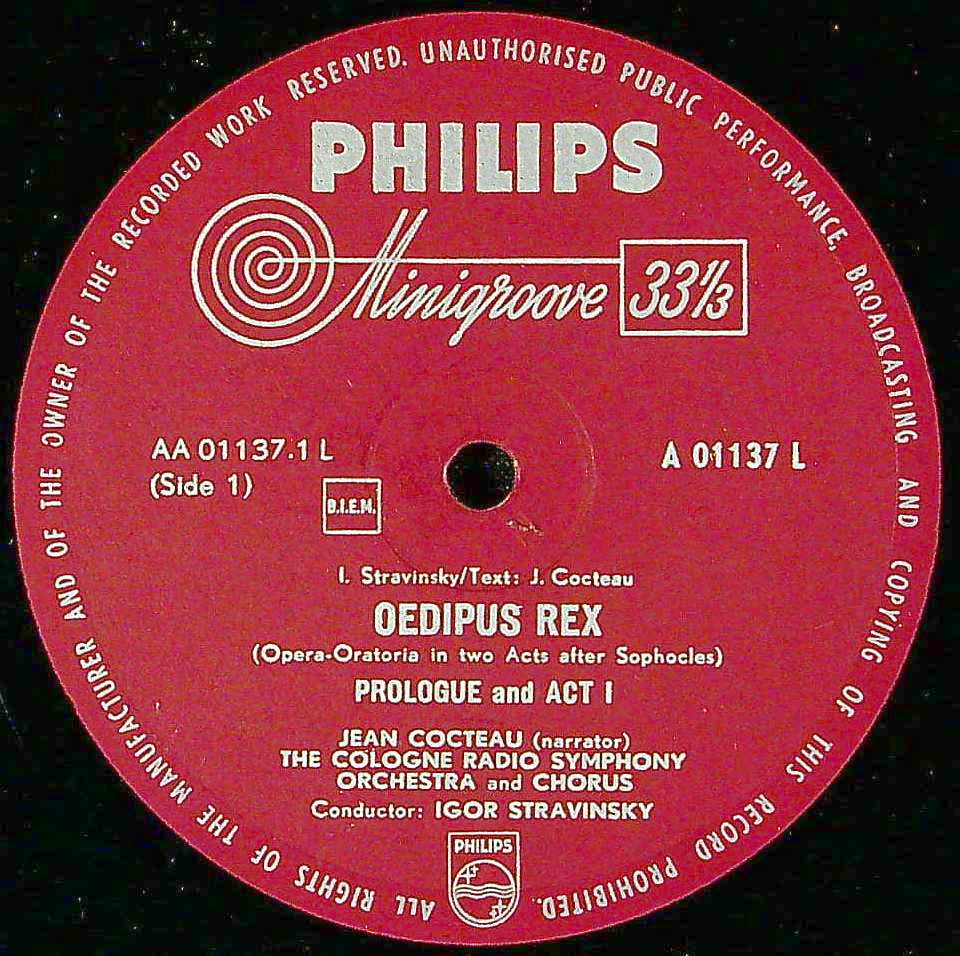 ALL RIGHTS OF THE MANUFACTURER AND OF THE OWNER OF THE RECORDED WORK RESERVED. UNAUTHORISED PUBLIC PERFORMANCE, BROADCASTING AND COPYING OF THIS RECORD PROHIBITED.
PHILIPS
Minigroove 33⅓
AA 01137.1 L
(Side 1)
A 01137 L
B.I.E.M.
I. Stravinsky/Text: J. Cocteau
OEDIPUS REX
(Opera-Oratoria in two Acts after Sophocles)
PROLOGUE and ACT I
JEAN COCTEAU (narrator)
THE COLOGNE RADIO SYMPHONY
ORCHESTRA and CHORUS
Conductor: IGOR STRAVINSKY
PHILIPS